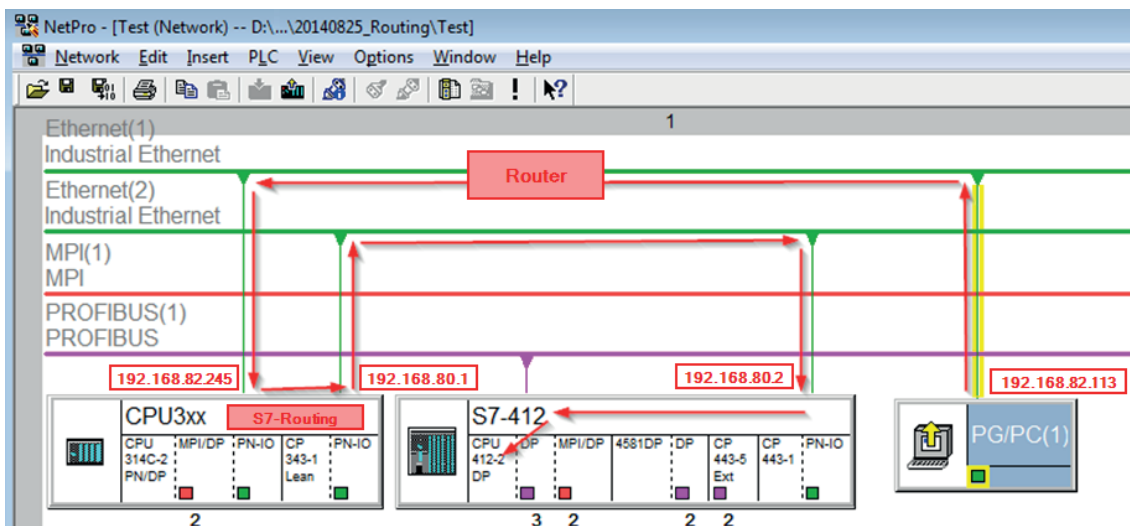 NetPro - [Test (Network) -- D:\...\20140825_Routing\Test]
Network Edit Insert PLC View Options Window Help
1
Ethernet(1)
Industrial Ethernet
Router
Ethernet(2)
Industrial Ethernet
MPI(1)
MPI
PROFIBUS(1)
PROFIBUS
192.168.82.245
192.168.80.1
192.168.80.2
192.168.82.113
CPU3xx
S7-Routing
CPU
314C-2
PN/DP
MPI/DP
PN-IO
CP
343-1
Lean
PN-IO
2
S7-412
CPU
412-2
DP
DP
MPI/DP
4581DP
DP
CP
443-5
Ext
CP
443-1
PN-IO
3 2 2 2
PG/PC(1)